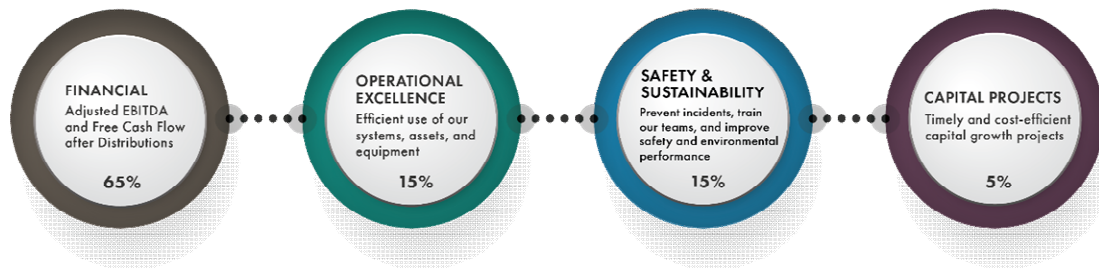 FINANCIAL
Adjusted EBITDA
and Free Cash Flow
after Distributions
65%
OPERATIONAL
EXCELLENCE
Efficient use of our
systems, assets, and
equipment
15%
SAFETY &
SUSTAINABILITY
Prevent incidents, train
our teams, and improve
safety and environmental
performance
15%
CAPITAL PROJECTS
Timely and cost-efficient
capital growth projects
5%